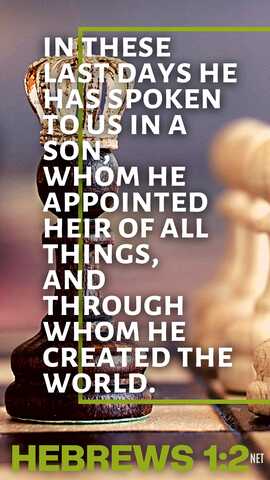 IN THESE
LAST DAYS HE
HAS SPOKEN
TO US IN A
SON,
WHOM HE
APPOINTED
HEIR OF ALL
THINGS,
AND
THROUGH
WHOM HE
CREATED THE
WORLD.
HEBREWS 1:2 NET